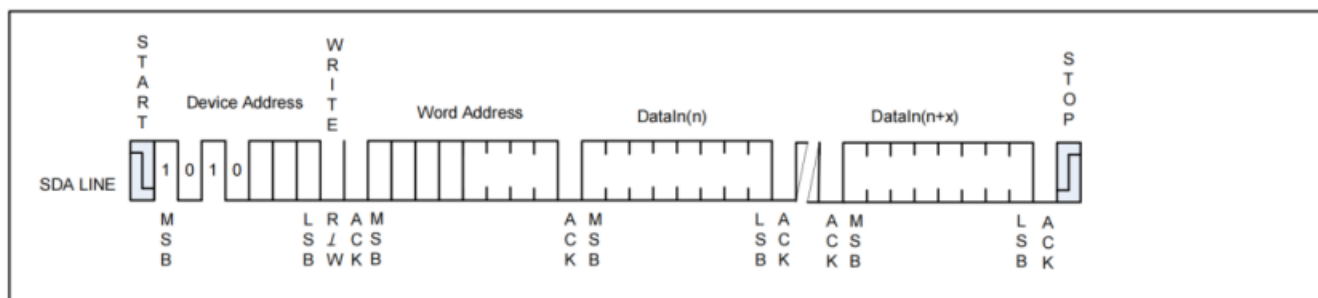 START
WRITE
STOP
Device Address
Word Address
DataIn(n)
DataIn(n+x)
SDA LINE
1 0 1 0
MSB
LSB
R/W
ACK
MSB
ACK
MSB
LSB
ACK
ACK
MSB
LSB
ACK